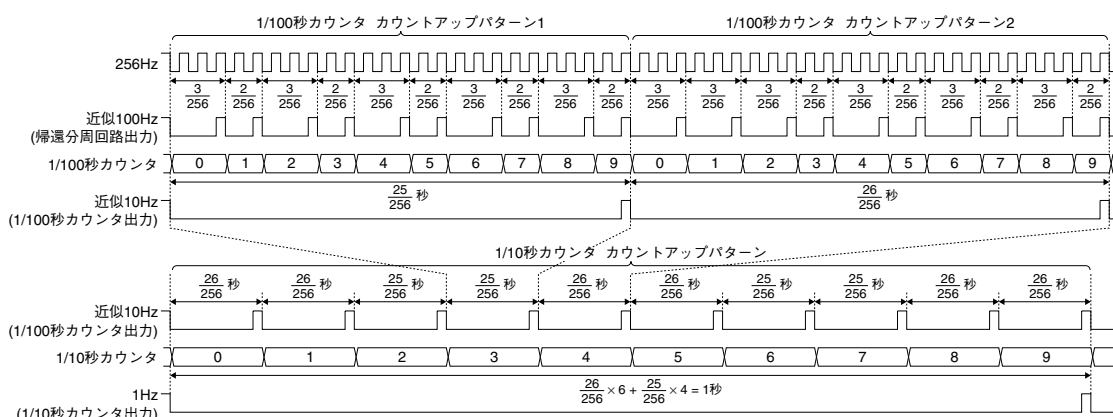 1/100秒カウンタ カウントアップパターン1 1/100秒カウンタ カウントアップパターン2
256Hz
3/256 2/256 3/256 2/256 3/256 2/256 3/256 2/256 3/256 2/256 3/256 3/256 3/256 2/256 3/256 2/256 3/256 2/256 3/256 2/256
近似100Hz
(帰還分周回路出力)
1/100秒カウンタ 0 1 2 3 4 5 6 7 8 9 0 1 2 3 4 5 6 7 8 9
25/256 秒 26/256 秒
近似10Hz
(1/100秒カウンタ出力)
1/10秒カウンタ カウントアップパターン
26/256 秒 26/256 秒 25/256 秒 25/256 秒 26/256 秒 26/256 秒 25/256 秒 25/256 秒 26/256 秒 26/256 秒
近似10Hz
(1/100秒カウンタ出力)
1/10秒カウンタ 0 1 2 3 4 5 6 7 8 9
26/256 × 6 + 25/256 × 4 = 1秒
1Hz
(1/10秒カウンタ出力)